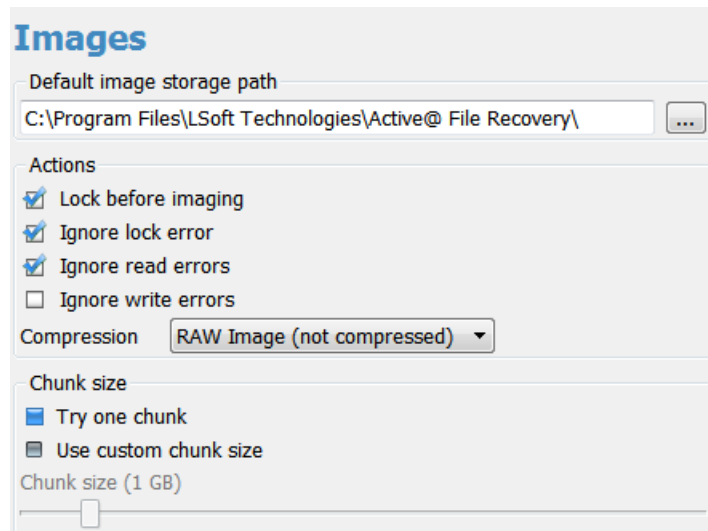 Images
Default image storage path
C:\Program Files\LSoft Technologies\Active@ File Recovery\ ...
Actions
Lock before imaging
Ignore lock error
Ignore read errors
Ignore write errors
Compression RAW Image (not compressed)
Chunk size
Try one chunk
Use custom chunk size
Chunk size (1 GB)